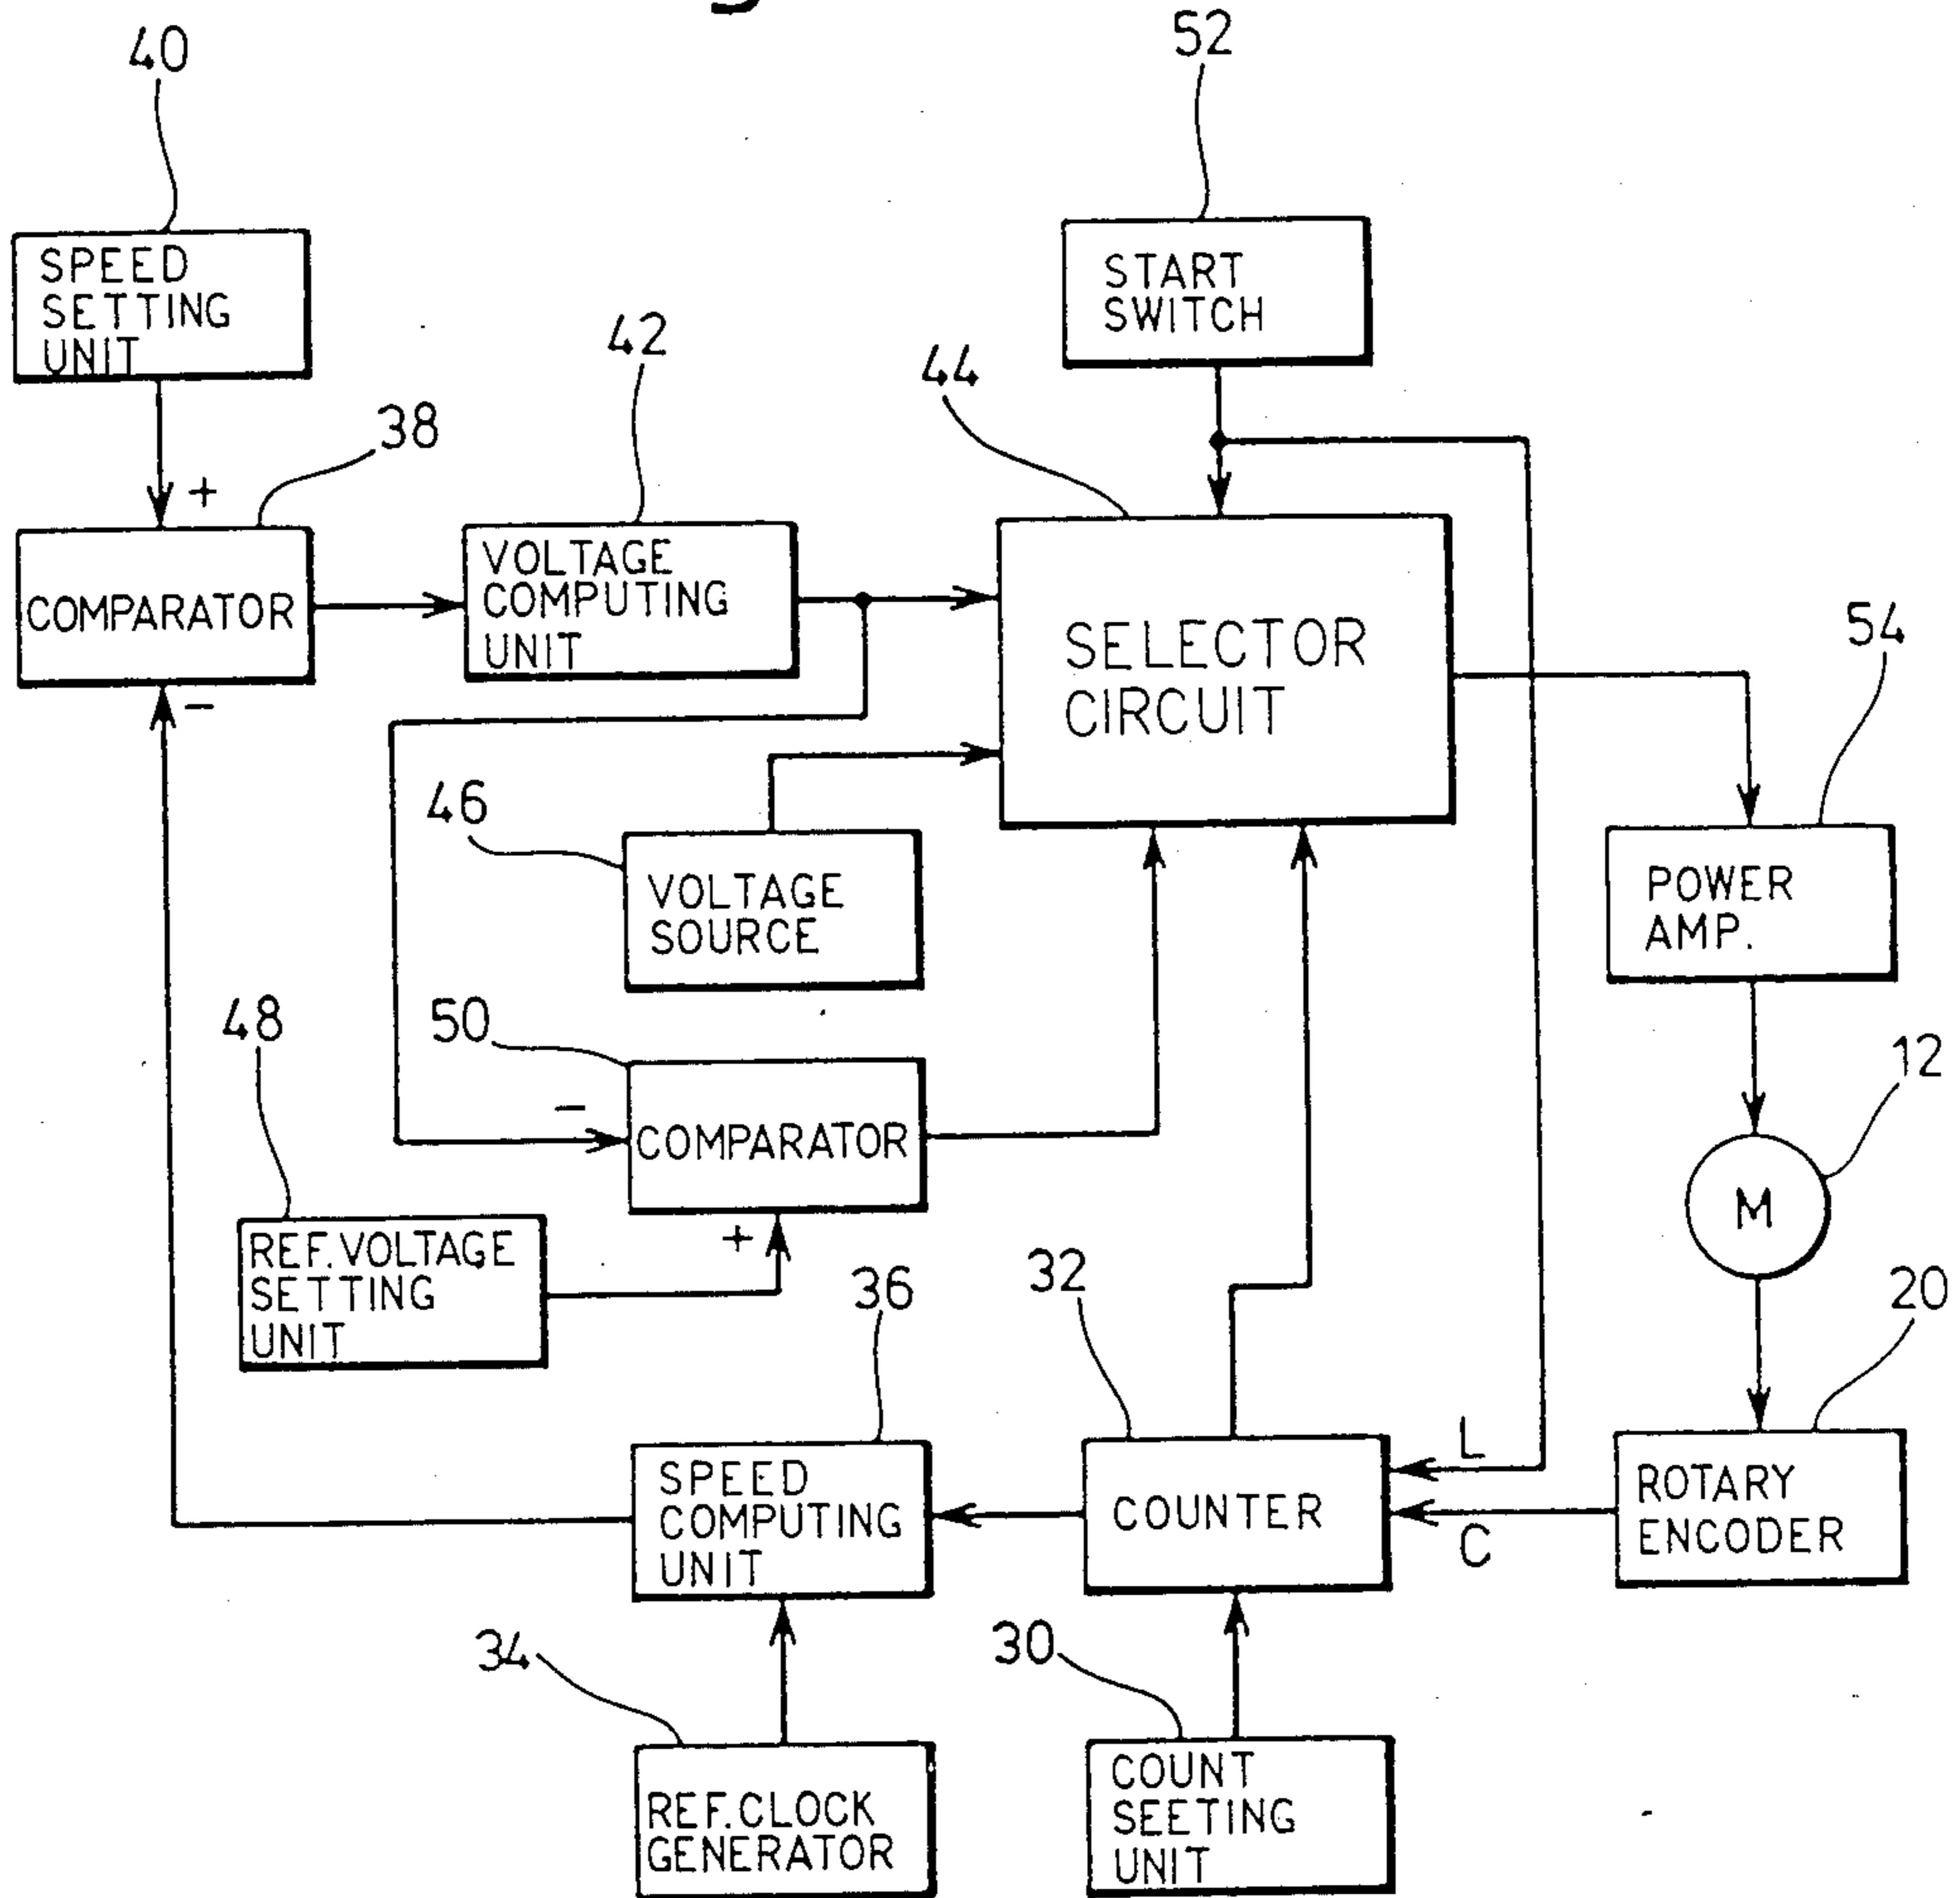 40
52
SPEED
SETTING
UNIT
START
SWITCH
42
44
38
+
COMPARATOR
VOLTAGE
COMPUTING
UNIT
SELECTOR
CIRCUIT
54
−
46
VOLTAGE
SOURCE
POWER
AMP.
48
50
12
−
COMPARATOR
M
+
REF.VOLTAGE
SETTING
UNIT
36
32
20
L
SPEED
COMPUTING
UNIT
COUNTER
C
ROTARY
ENCODER
34
30
REF.CLOCK
GENERATOR
COUNT
SEETING
UNIT